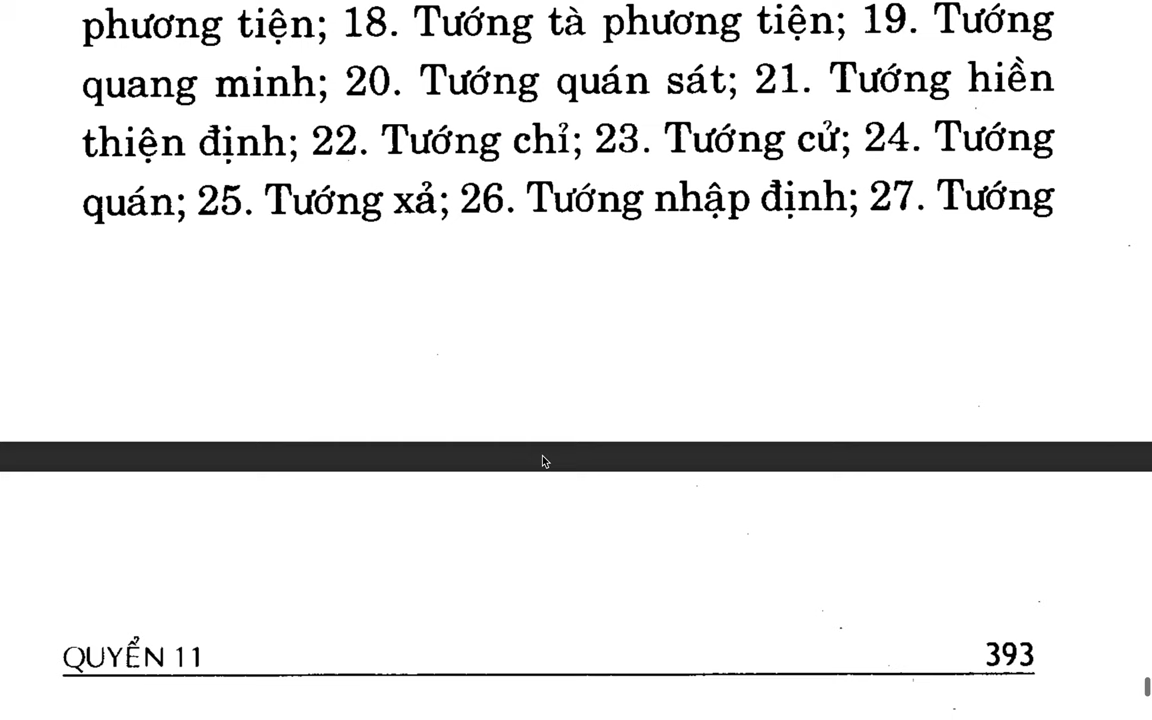 phương tiện; 18. Tướng tà phương tiện; 19. Tướng
quang minh; 20. Tướng quán sát; 21. Tướng hiền
thiện định; 22. Tướng chỉ; 23. Tướng cử; 24. Tướng
quán; 25. Tướng xả; 26. Tướng nhập định; 27. Tướng
QUYỂN 11 393